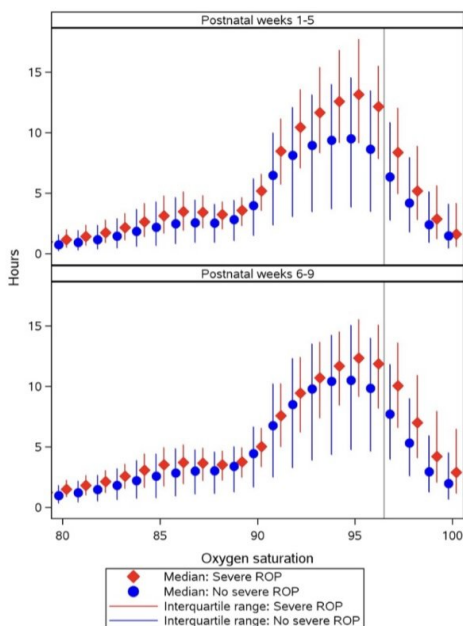 Postnatal weeks 1-5
15
10
5
0
Hours
Postnatal weeks 6-9
15
10
5
0
80 85 90 95 100
Oxygen saturation
Median: Severe ROP
Median: No severe ROP
Interquartile range: Severe ROP
Interquartile range: No severe ROP